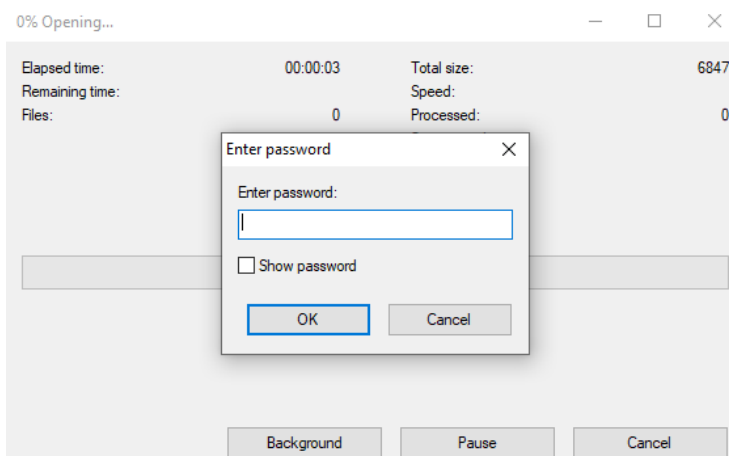 0% Opening...
Elapsed time: 00:00:03 Total size: 6847
Remaining time: Speed:
Files: 0 Processed: 0
Enter password
Enter password:
Show password
OK Cancel
Background Pause Cancel